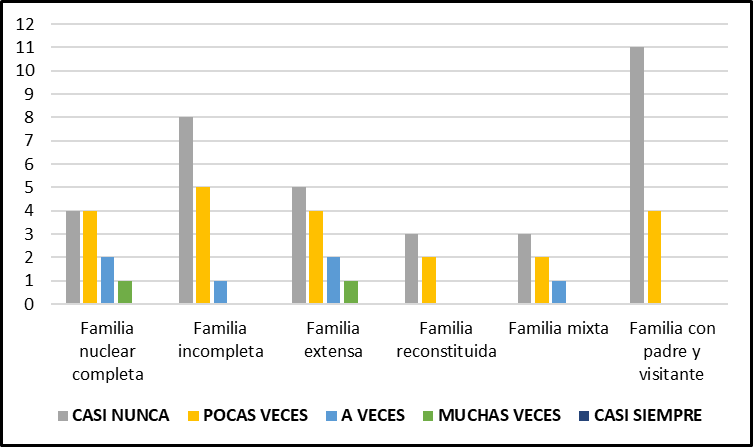 12
11
10
9
8
7
6
5
4
3
2
1
0
Familia nuclear completa
Familia incompleta
Familia extensa
Familia reconstituida
Familia mixta
Familia con padre y visitante
CASI NUNCA
POCAS VECES
A VECES
MUCHAS VECES
CASI SIEMPRE